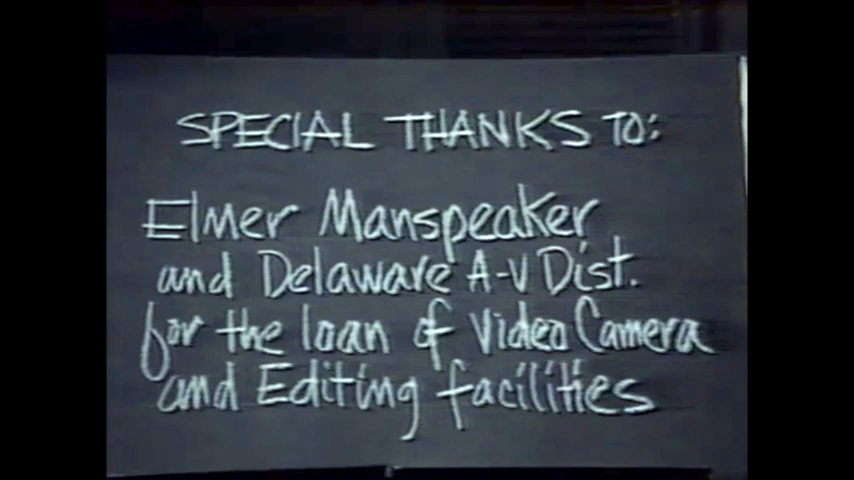 SPECIAL THANKS TO:
Elmer Manspeaker
and Delaware A-V Dist.
for the loan of Video Camera
and Editing facilities